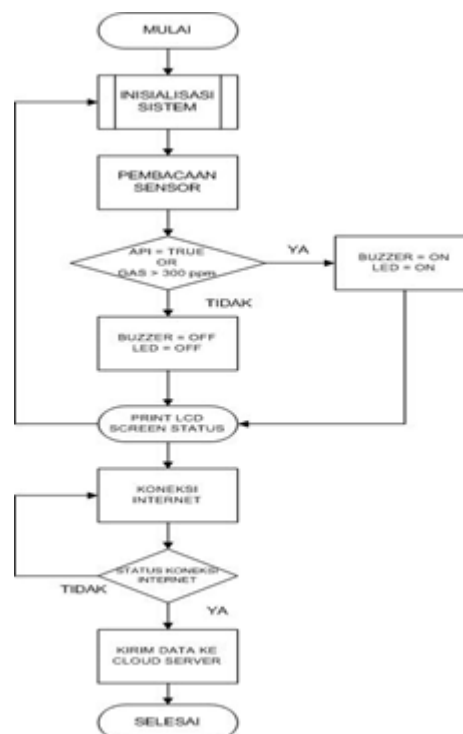 MULAI
INISIALISASI
SISTEM
PEMBACAAN
SENSOR
API = TRUE
OR
GAS > 300 ppm
YA
BUZZER = ON
LED = ON
TIDAK
BUZZER = OFF
LED = OFF
PRINT LCD
SCREEN STATUS
KONEKSI
INTERNET
STATUS KONEKSI
INTERNET
TIDAK
YA
KIRIM DATA KE
CLOUD SERVER
SELESAI